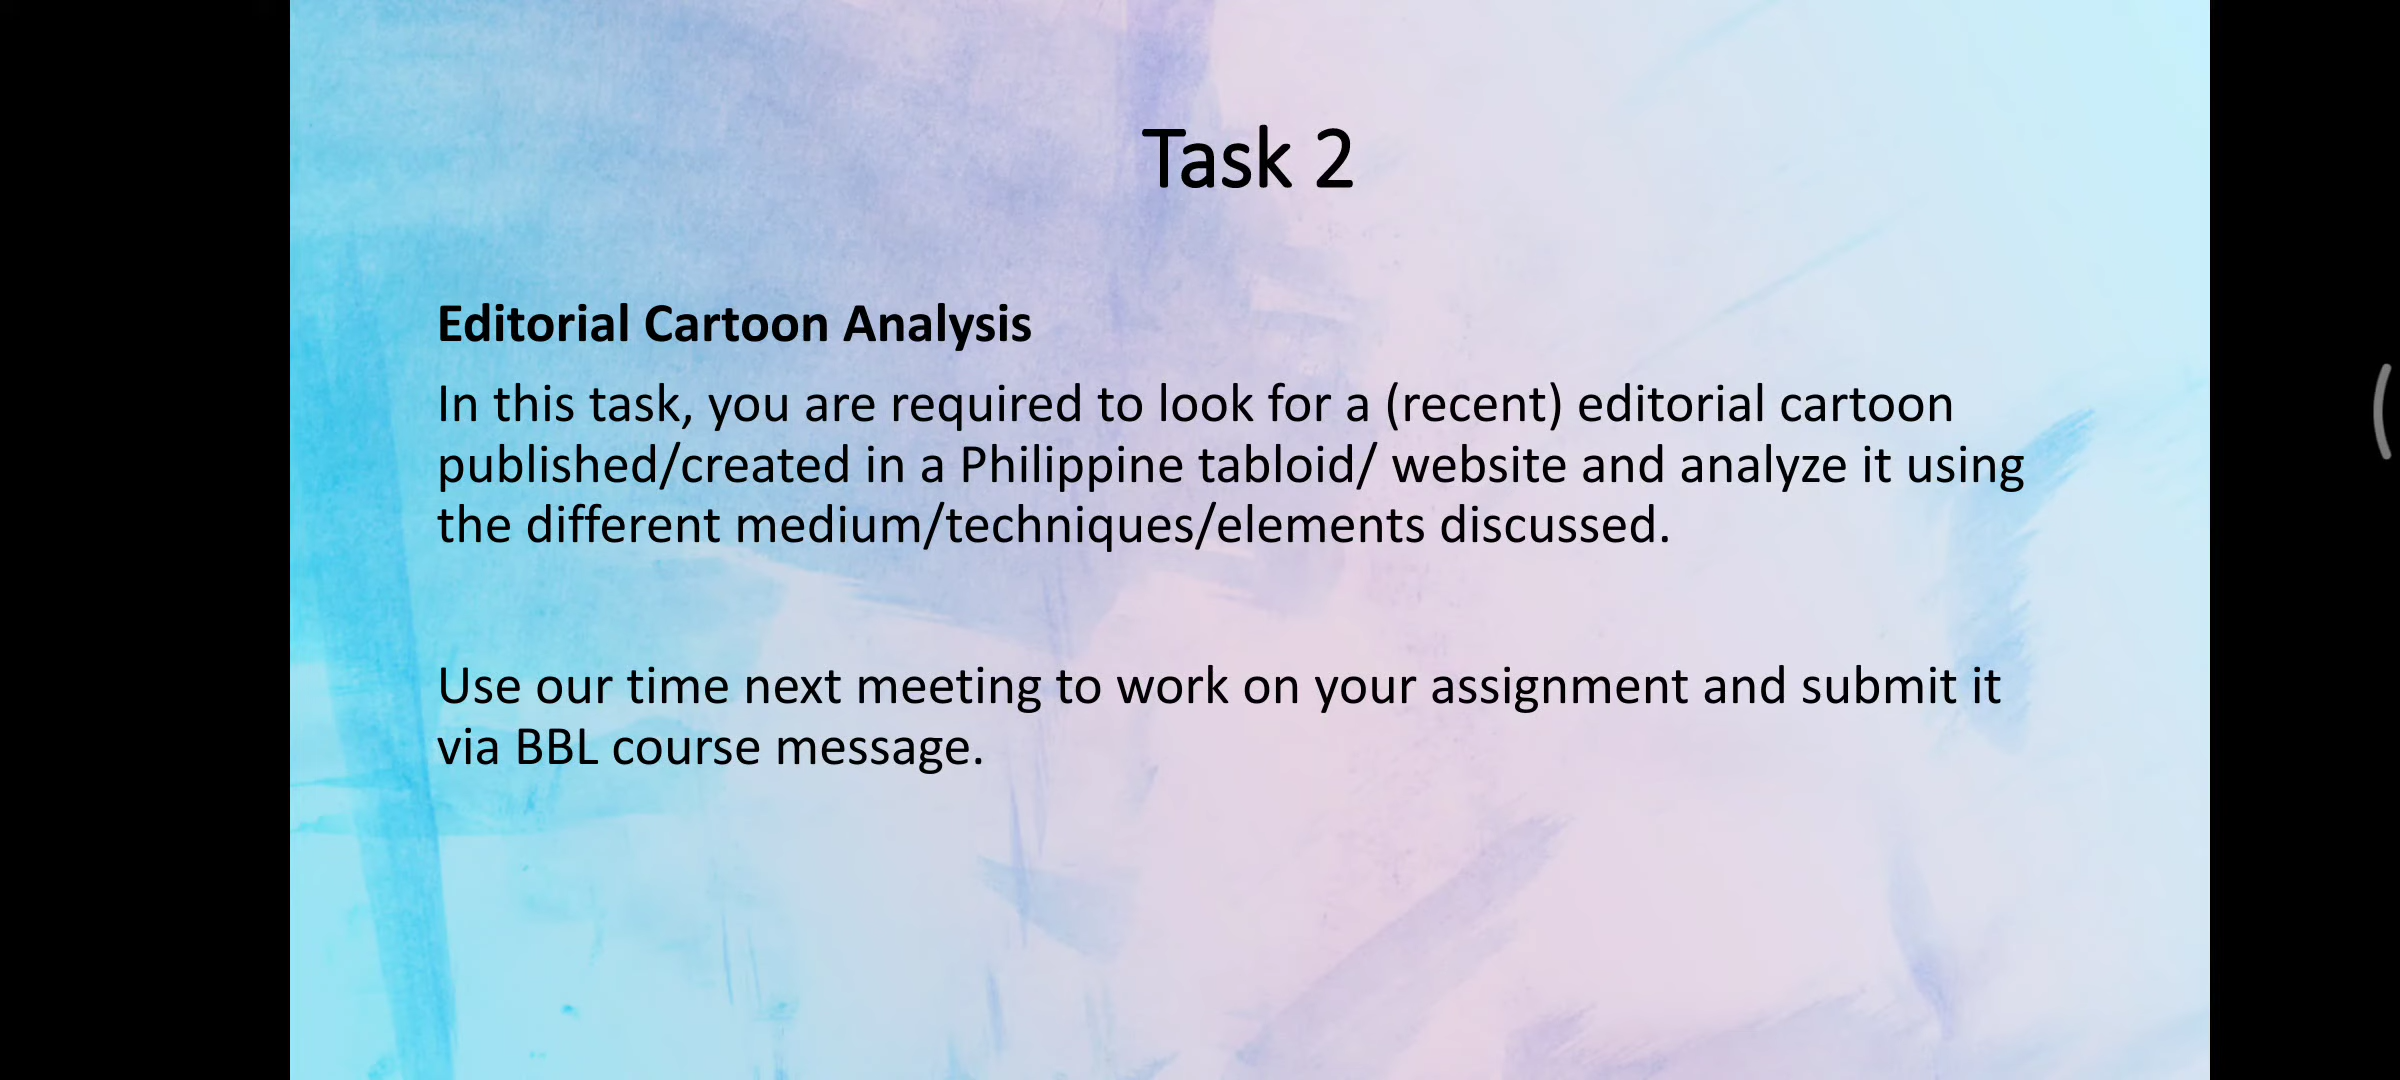 Task 2
Editorial Cartoon Analysis
In this task, you are required to look for a (recent) editorial cartoon
published/created in a Philippine tabloid/ website and analyze it using
the different medium/techniques/elements discussed.
Use our time next meeting to work on your assignment and submit it
via BBL course message.